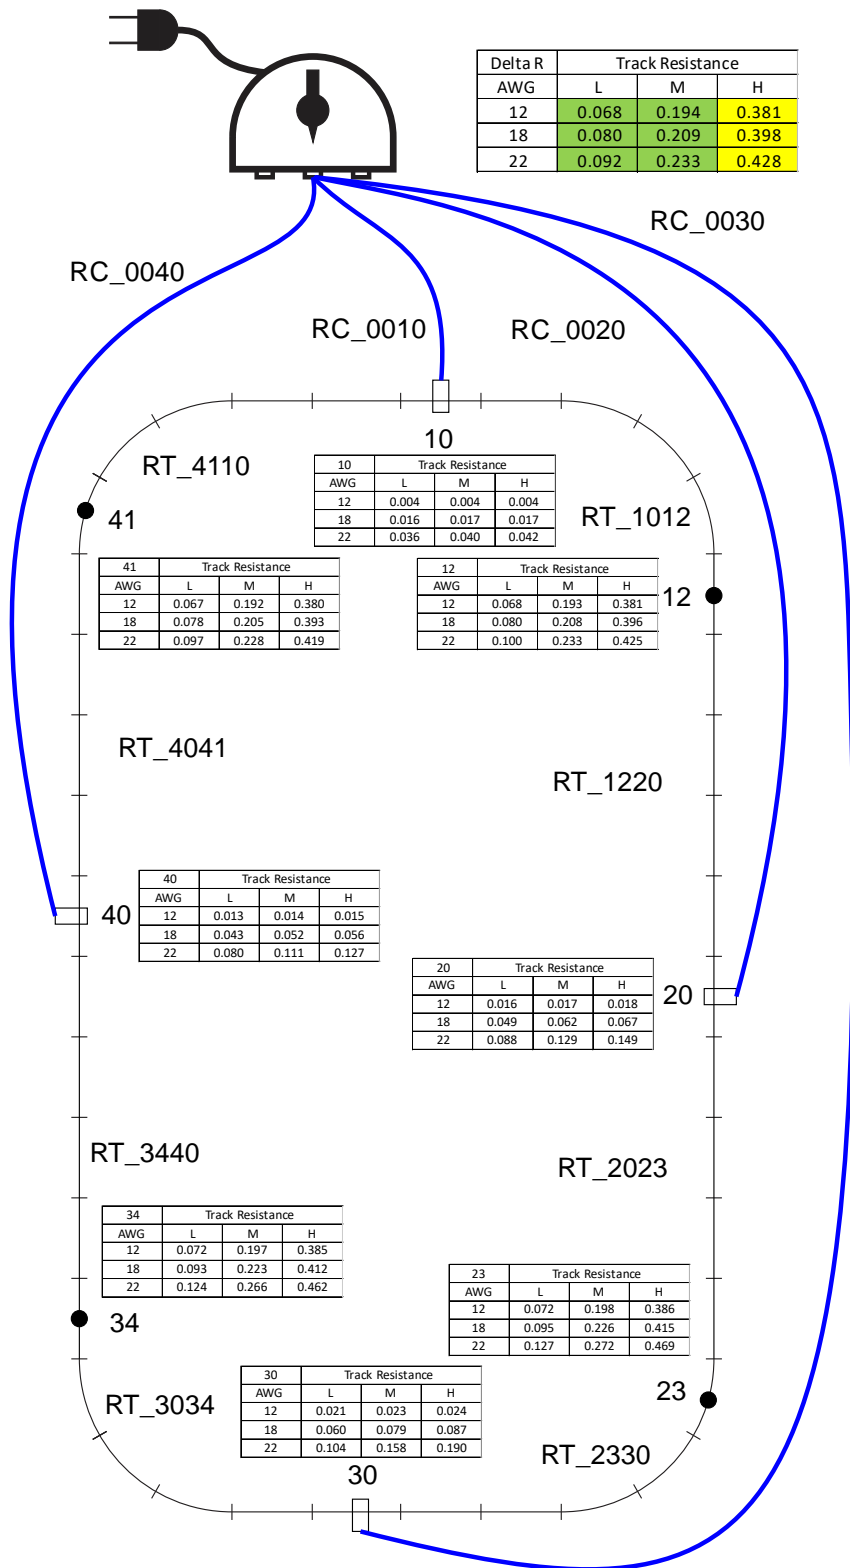 Delta R Track Resistance
AWG L M H
12 0.068 0.194 0.381
18 0.080 0.209 0.398
22 0.092 0.233 0.428
RC_0030
RC_0040
RC_0010
RC_0020
10
RT_4110
10 Track Resistance
AWG L M H
12 0.004 0.004 0.004
18 0.016 0.017 0.017
22 0.036 0.040 0.042
RT_1012
41
41 Track Resistance
AWG L M H
12 0.067 0.192 0.380
18 0.078 0.205 0.393
22 0.097 0.228 0.419
12 Track Resistance
AWG L M H
12 0.068 0.193 0.381
18 0.080 0.208 0.396
22 0.100 0.233 0.425
12
RT_4041
RT_1220
40
40 Track Resistance
AWG L M H
12 0.013 0.014 0.015
18 0.043 0.052 0.056
22 0.080 0.111 0.127
20 Track Resistance
AWG L M H
12 0.016 0.017 0.018
18 0.049 0.062 0.067
22 0.088 0.129 0.149
20
RT_3440
RT_2023
34 Track Resistance
AWG L M H
12 0.072 0.197 0.385
18 0.093 0.223 0.412
22 0.124 0.266 0.462
23 Track Resistance
AWG L M H
12 0.072 0.198 0.386
18 0.095 0.226 0.415
22 0.127 0.272 0.469
34
23
RT_3034
30 Track Resistance
AWG L M H
12 0.021 0.023 0.024
18 0.060 0.079 0.087
22 0.104 0.158 0.190
RT_2330
30